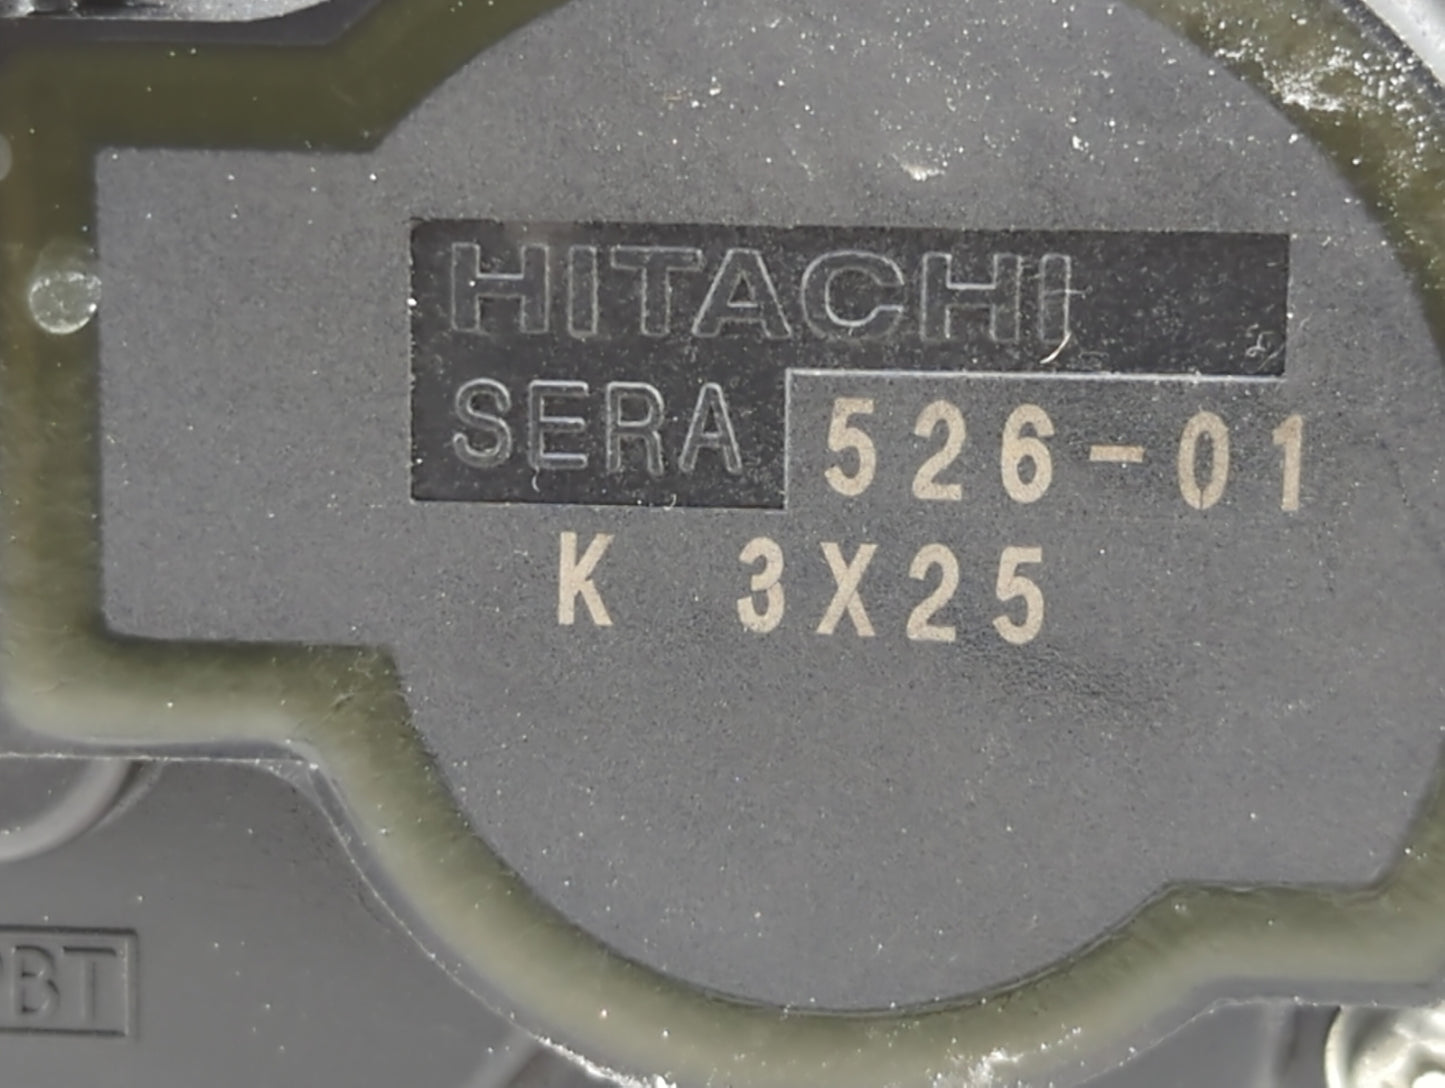 HITACHI
SERA 526-01
K 3X25
PBT